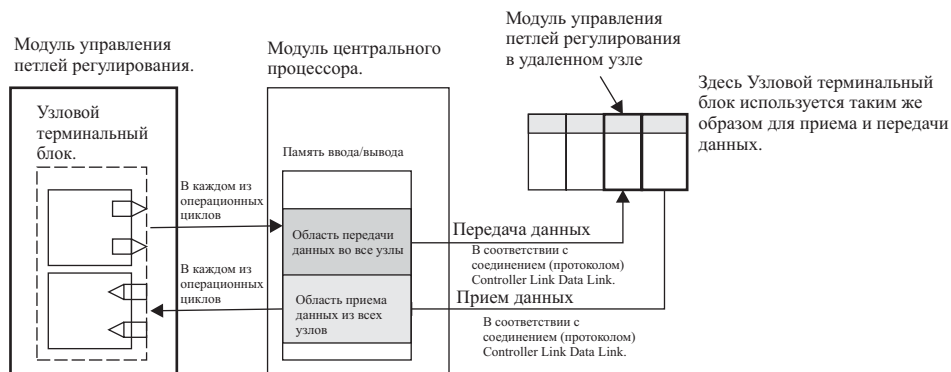 Модуль управления
петлей регулирования.
Узловой
терминальный
блок.
В каждом из
операционных
циклов
В каждом из
операционных
циклов
Модуль центрального
процессора.
Память ввода/вывода
Область передачи
данных во все узлы
Область приема
данных из всех
узлов
Модуль управления
петлей регулирования
в удаленном узле
Здесь Узловой терминальный
блок используется таким же
образом для приема и передачи
данных.
Передача данных
В соответствии с
соединением (протоколом)
Controller Link Data Link.
Прием данных
В соответствии с
соединением (протоколом)
Controller Link Data Link.